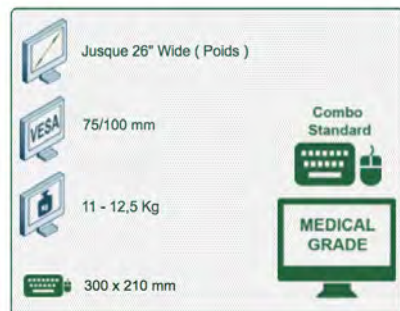 Jusque 26" Wide ( Poids )
VESA
75/100 mm
11 - 12,5 Kg
300 x 210 mm
Combo
Standard
MEDICAL
GRADE